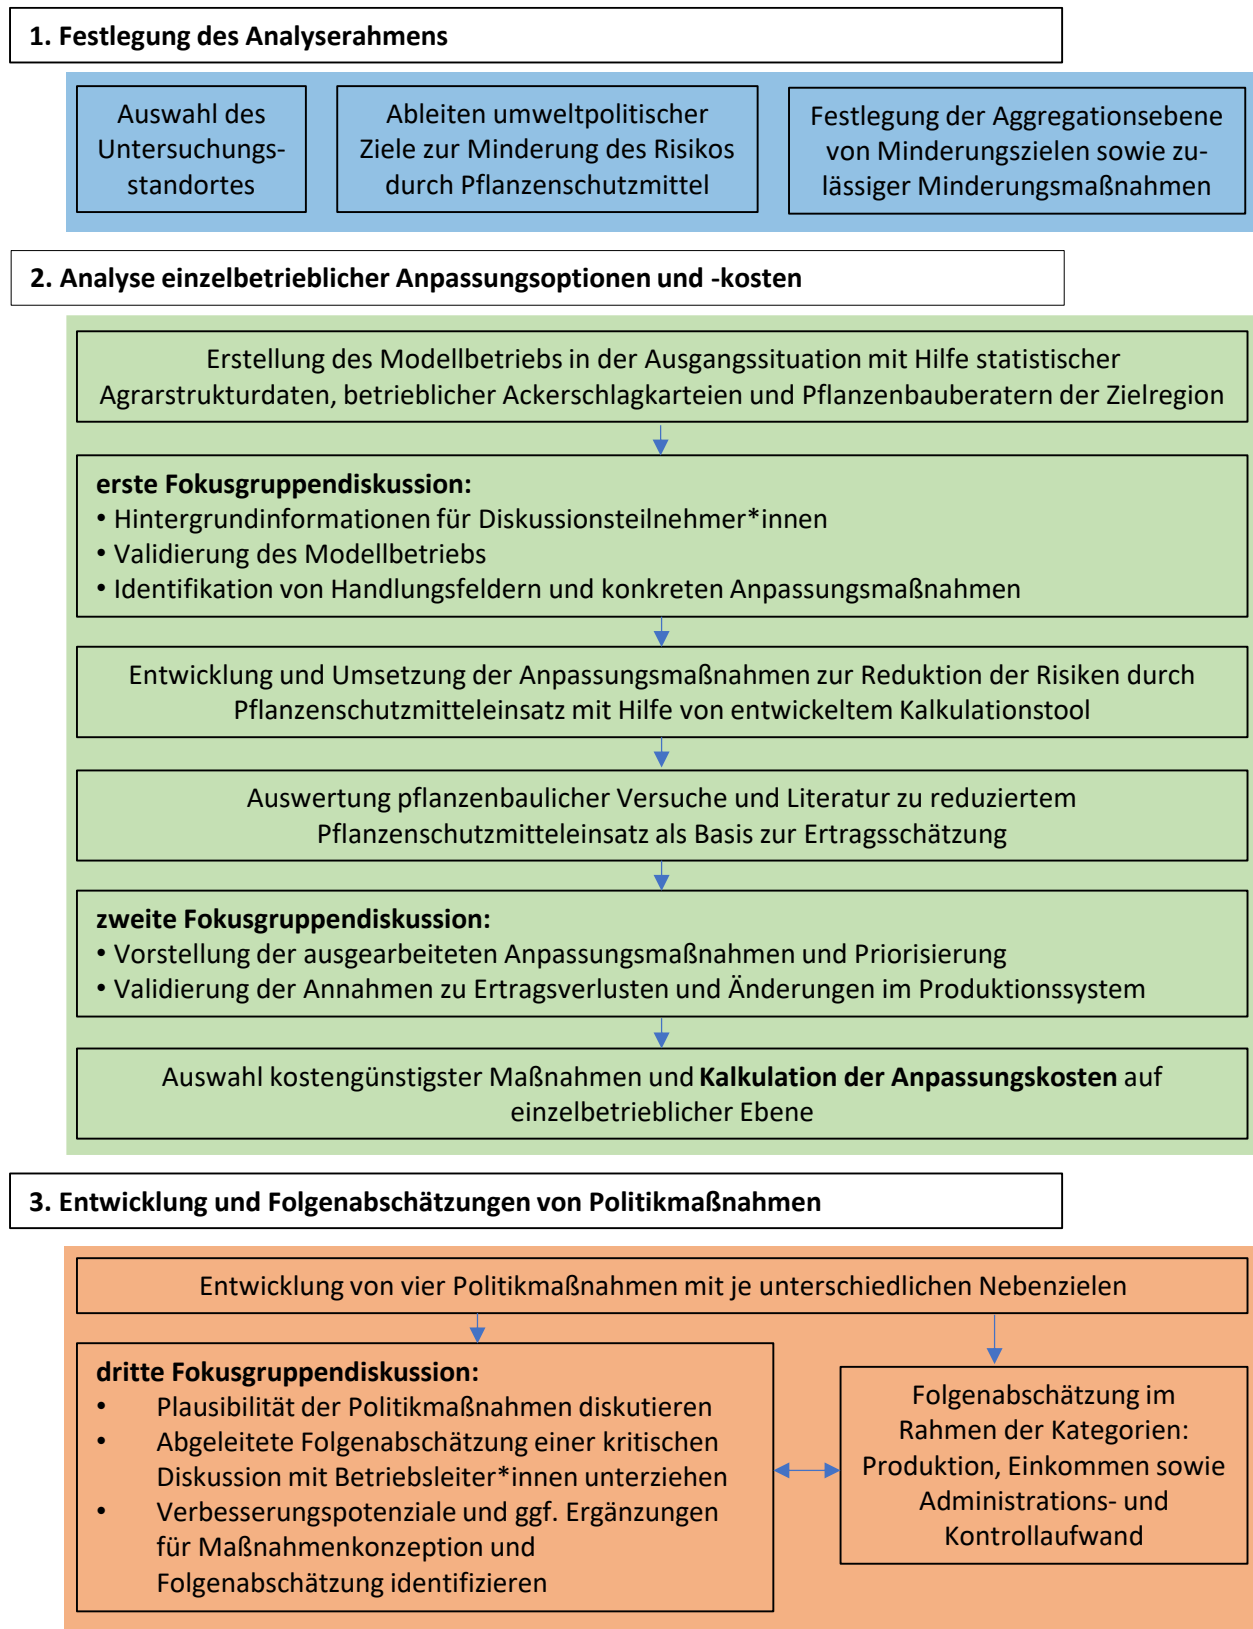 1. Festlegung des Analyserahmens
Auswahl des
Untersuchungs-
standortes
Ableiten umweltpolitischer
Ziele zur Minderung des Risikos
durch Pflanzenschutzmittel
Festlegung der Aggregationsebene
von Minderungszielen sowie zu-
lässiger Minderungsmaßnahmen
2. Analyse einzelbetrieblicher Anpassungsoptionen und -kosten
Erstellung des Modellbetriebs in der Ausgangssituation mit Hilfe statistischer
Agrarstrukturdaten, betrieblicher Ackerschlagkarteien und Pflanzenbauberatern der Zielregion
erste Fokusgruppendiskussion:
• Hintergrundinformationen für Diskussionsteilnehmer*innen
• Validierung des Modellbetriebs
• Identifikation von Handlungsfeldern und konkreten Anpassungsmaßnahmen
Entwicklung und Umsetzung der Anpassungsmaßnahmen zur Reduktion der Risiken durch
Pflanzenschutzmitteleinsatz mit Hilfe von entwickeltem Kalkulationstool
Auswertung pflanzenbaulicher Versuche und Literatur zu reduziertem
Pflanzenschutzmitteleinsatz als Basis zur Ertragsschätzung
zweite Fokusgruppendiskussion:
• Vorstellung der ausgearbeiteten Anpassungsmaßnahmen und Priorisierung
• Validierung der Annahmen zu Ertragsverlusten und Änderungen im Produktionssystem
Auswahl kostengünstigster Maßnahmen und Kalkulation der Anpassungskosten auf
einzelbetrieblicher Ebene
3. Entwicklung und Folgenabschätzungen von Politikmaßnahmen
Entwicklung von vier Politikmaßnahmen mit je unterschiedlichen Nebenzielen
dritte Fokusgruppendiskussion:
• Plausibilität der Politikmaßnahmen diskutieren
• Abgeleitete Folgenabschätzung einer kritischen
Diskussion mit Betriebsleiter*innen unterziehen
• Verbesserungspotenziale und ggf. Ergänzungen
für Maßnahmenkonzeption und
Folgenabschätzung identifizieren
Folgenabschätzung im
Rahmen der Kategorien:
Produktion, Einkommen sowie
Administrations- und
Kontrollaufwand